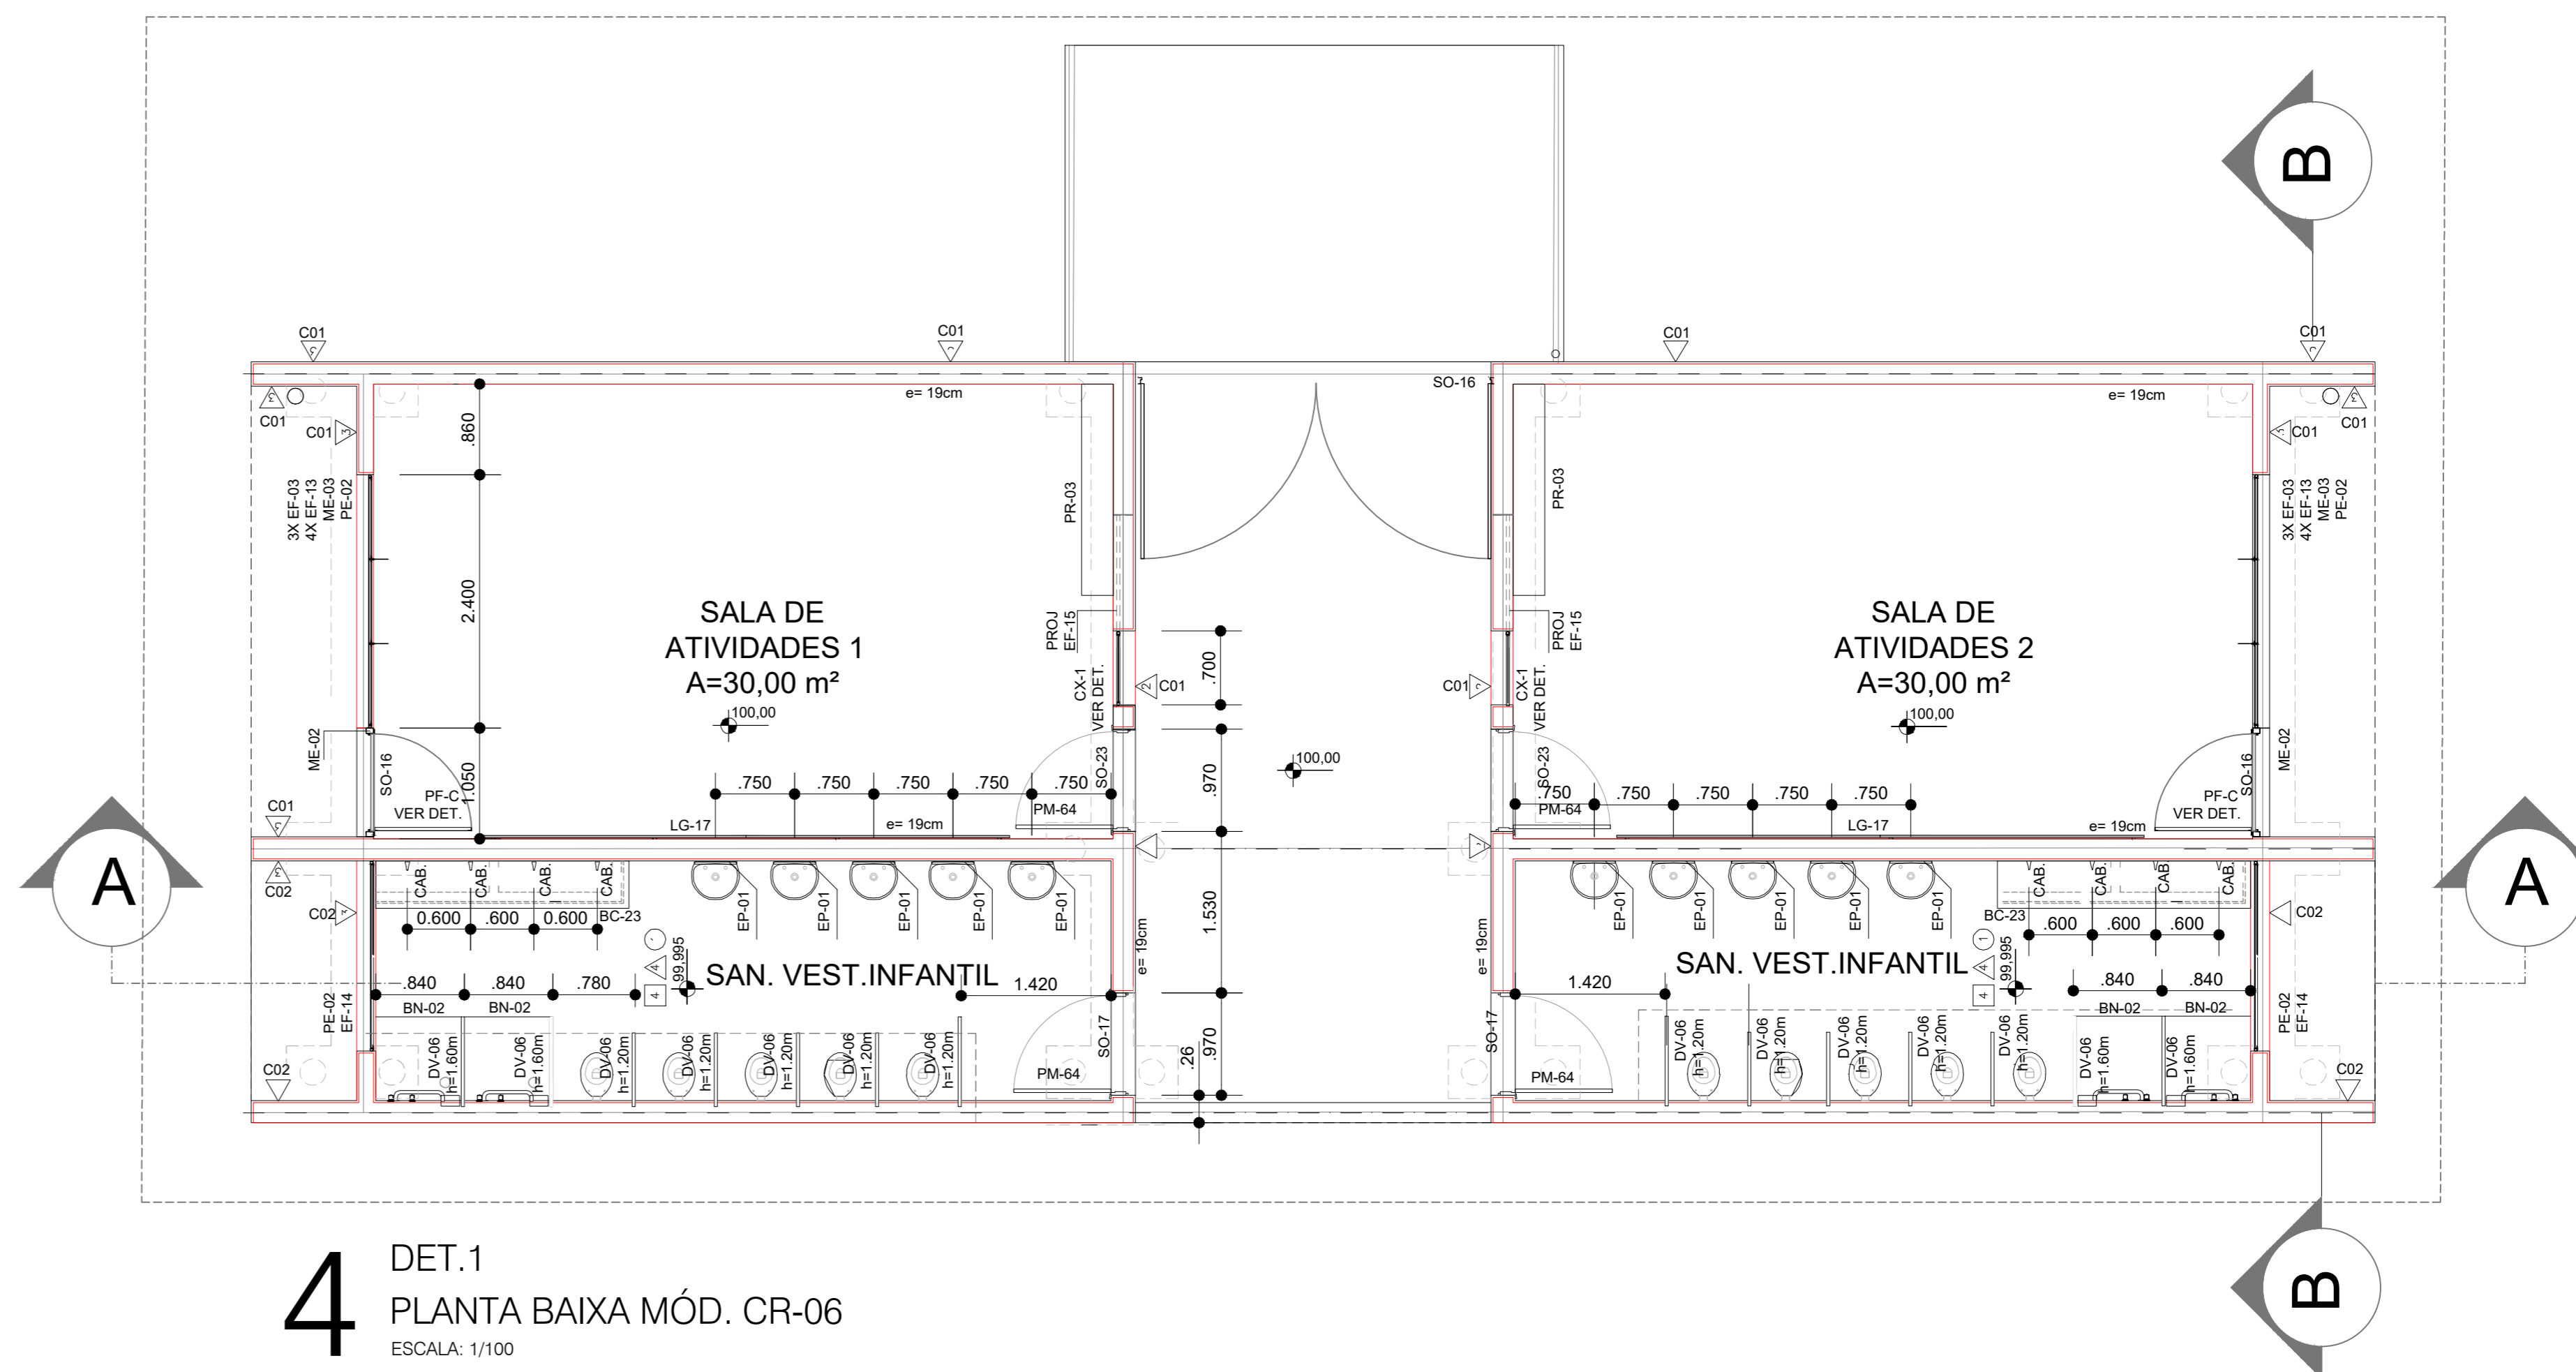 B
C01
C01
C01
C01
e= 19cm
SO-16
e= 19cm
C01
C01
C01
C01
.860
3X EF-03
4X EF-13
ME-03
PE-02
PR-03
PR-03
3X EF-03
4X EF-13
ME-03
PE-02
2.400
SALA DE
ATIVIDADES 1
A=30,00 m²
100,00
PROJ
EF-15
CX-1
VER DET.
.700
C01
2
C01
PROJ
EF-15
CX-1
VER DET.
SALA DE
ATIVIDADES 2
A=30,00 m²
100,00
ME-02
SO-16
1.050
PF-C
VER DET.
.750
.750
.750
.750
.750
SO-23
PM-64
LG-17
e= 19cm
.970
100,00
SO-23
.750
.750
.750
.750
.750
PM-64
LG-17
e= 19cm
ME-02
SO-16
PF-C
VER DET.
C01
A
A
C02
C02
CAB.
CAB.
CAB.
CAB.
0.600
.600
0.600
BC-23
EP-01
EP-01
EP-01
EP-01
EP-01
e= 19cm
1.530
e= 19cm
EP-01
EP-01
EP-01
EP-01
EP-01
CAB.
CAB.
CAB.
CAB.
BC-23
.600
.600
.600
C02
4
4
99,995
SAN. VEST.INFANTIL
SAN. VEST.INFANTIL
1
4
4
99,995
.840
.840
.780
1.420
1.420
.840
.840
BN-02
BN-02
BN-02
BN-02
PE-02
EF-14
PE-02
EF-14
DV-06
h=1.60m
DV-06
h=1.60m
DV-06
h=1.20m
DV-06
h=1.20m
DV-06
h=1.20m
DV-06
h=1.20m
DV-06
h=1.20m
SO-17
PM-64
.26
.970
SO-17
PM-64
DV-06
h=1.20m
DV-06
h=1.20m
DV-06
h=1.20m
DV-06
h=1.20m
DV-06
h=1.20m
DV-06
h=1.60m
DV-06
h=1.60m
C02
C02
4
DET.1
PLANTA BAIXA MÓD. CR-06
ESCALA: 1/100
B